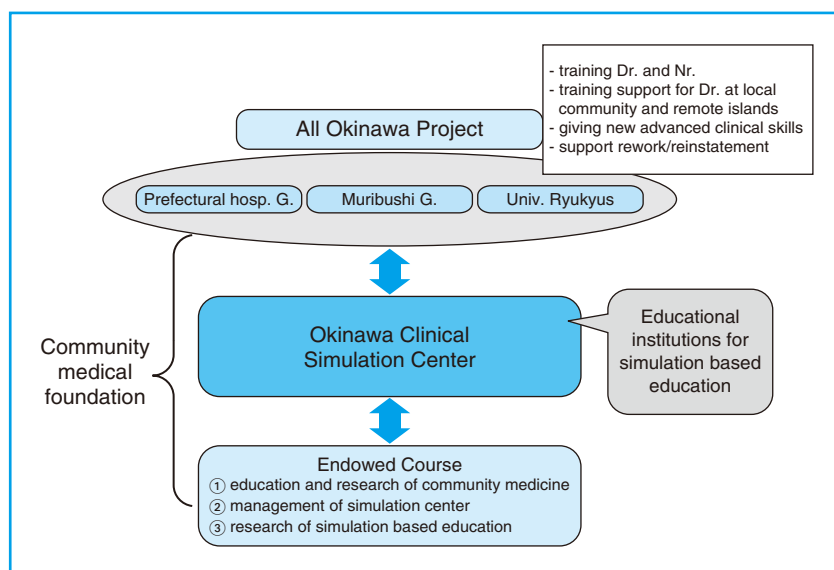 - training Dr. and Nr.
- training support for Dr. at local
community and remote islands
- giving new advanced clinical skills
- support rework/reinstatement
All Okinawa Project
Prefectural hosp. G.
Muribushi G.
Univ. Ryukyus
Community
medical
foundation
Okinawa Clinical
Simulation Center
Educational
institutions for
simulation based
education
Endowed Course
① education and research of community medicine
② management of simulation center
③ research of simulation based education